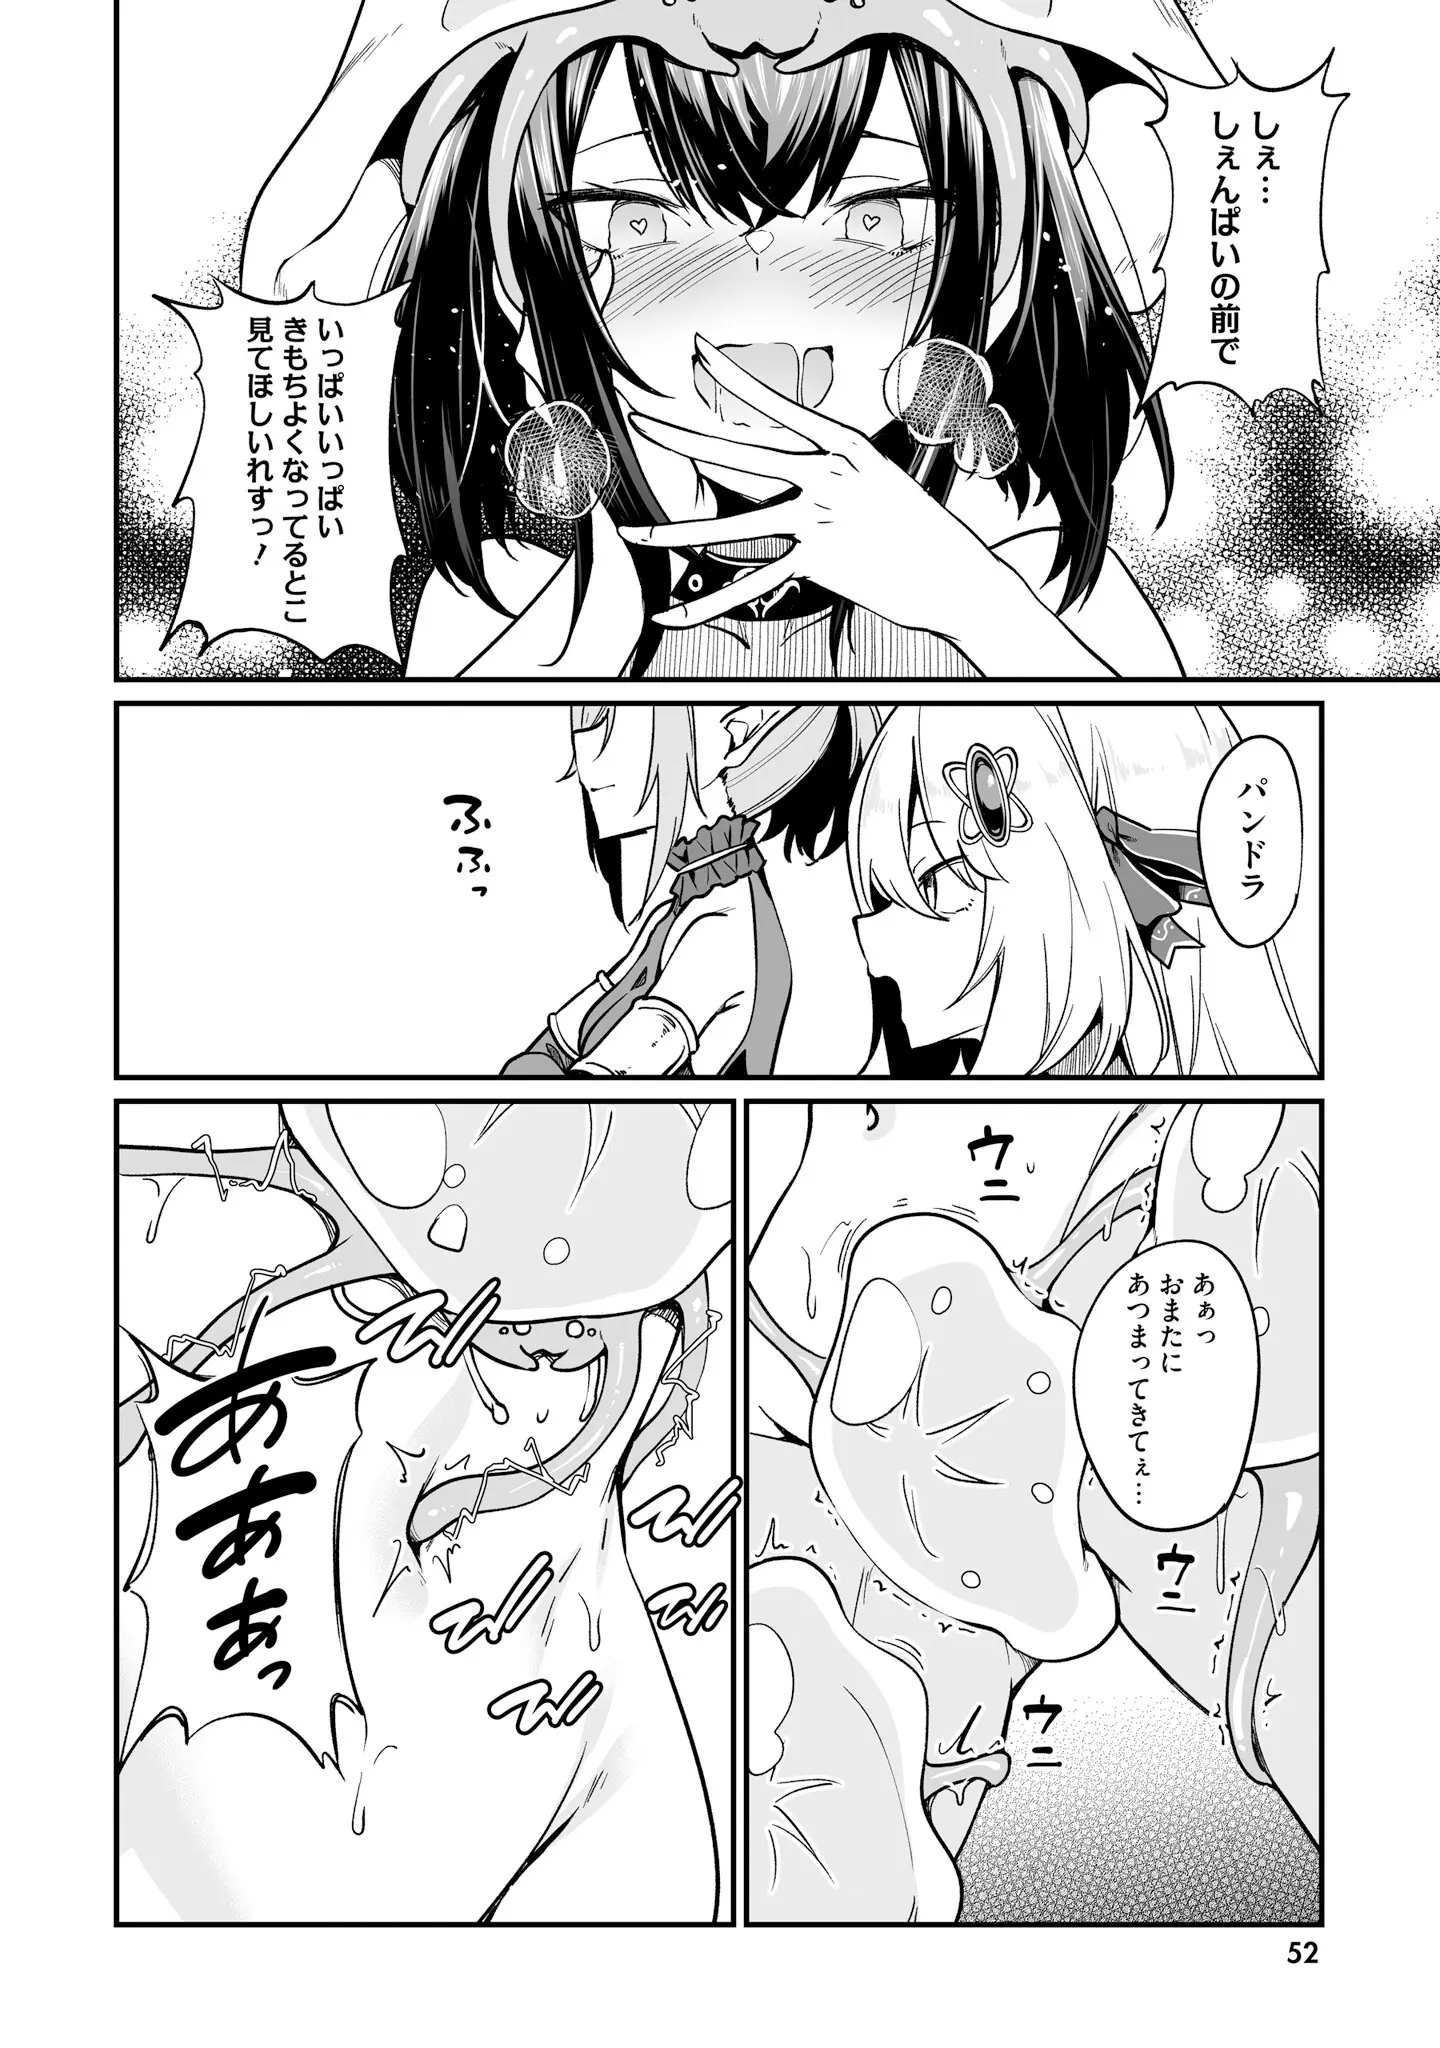 しぇ…
しぇんぱいの前で
いっぱいいっぱい
きもちよくなってるとこ
見てほしいれすっ！
パンドラ
ふふっ
ウニ
あぁっ
おまたに
あつまってきてぇ…
ウニ
ウニ
ああああっ
52